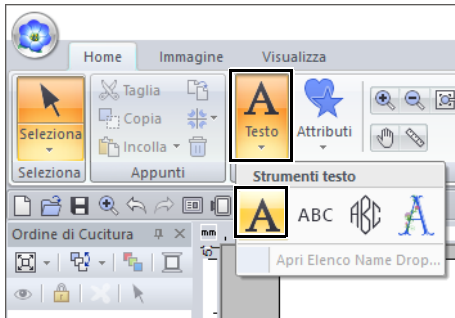 Home Immagine Visualizza
Seleziona
Taglia
Copia
Incolla
Testo
Attributi
Seleziona Appunti
Strumenti testo
A ABC ABC A
Ordine di Cucitura
mm
Apri Elenco Name Drop...